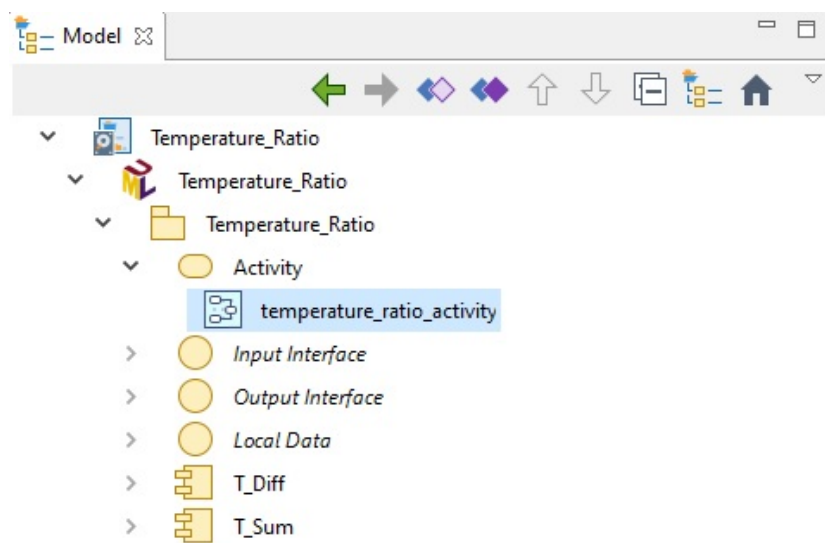 Model
Temperature_Ratio
Temperature_Ratio
Temperature_Ratio
Activity
temperature_ratio_activity
Input Interface
Output Interface
Local Data
T_Diff
T_Sum